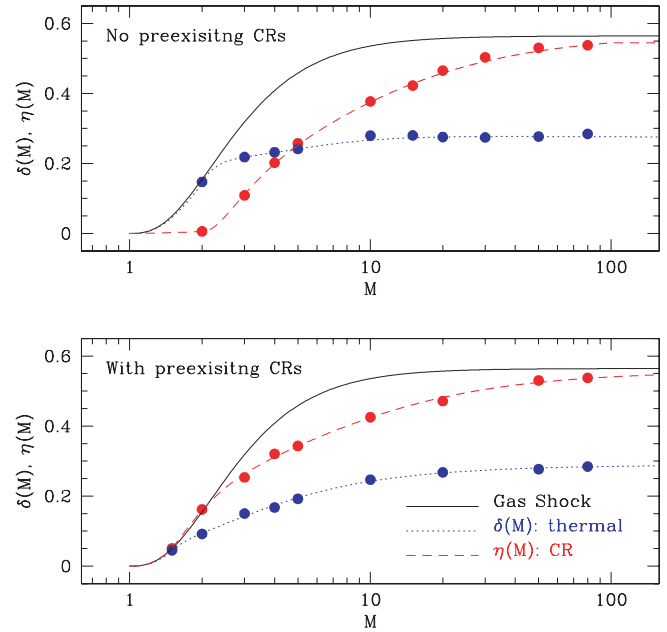 No preexisitng CRs
0.6
0.4
0.2
0
δ(M), η(M)
1
10
100
M
With preexisitng CRs
0.6
0.4
0.2
0
δ(M), η(M)
Gas Shock
δ(M): thermal
η(M): CR
1
10
100
M